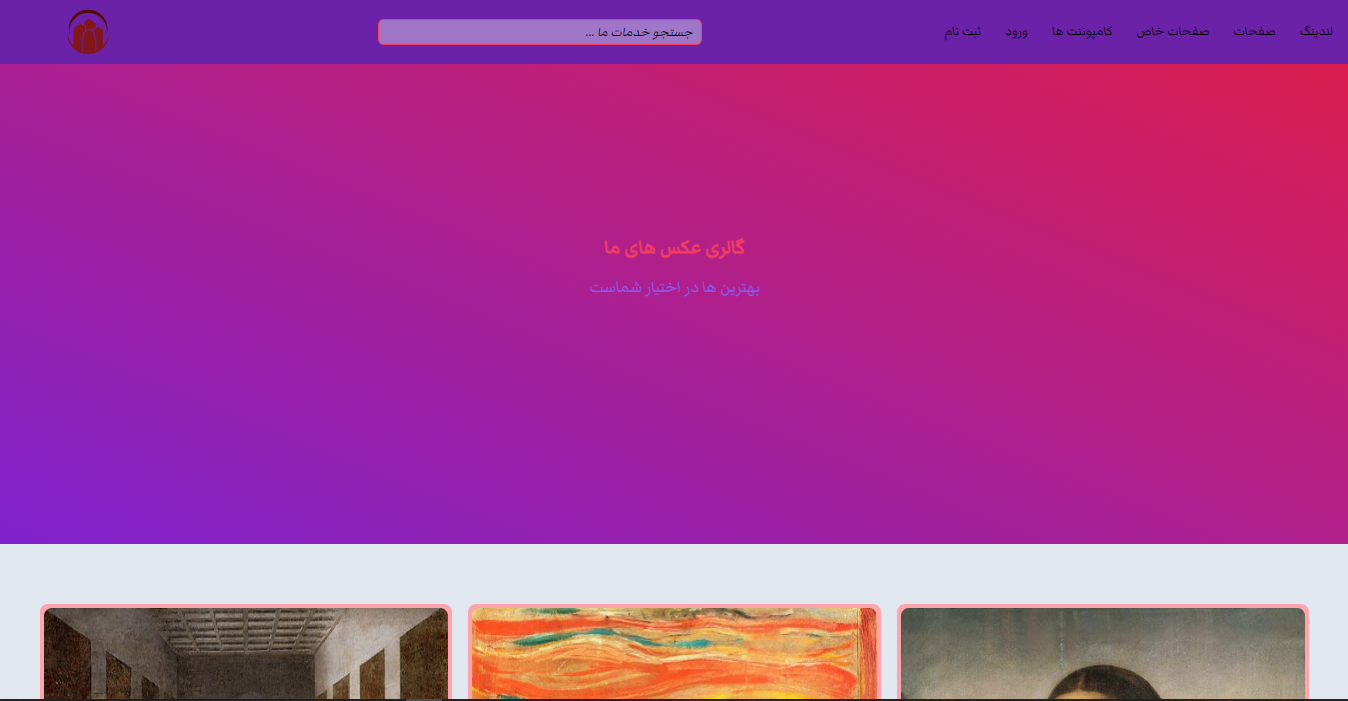 لندینگ
صفحات
صفحات خاص
کامپوننت ها
ورود
ثبت نام
جستجو خدمات ما ...
گالری عکس های ما
بهترین ها در اختیار شماست